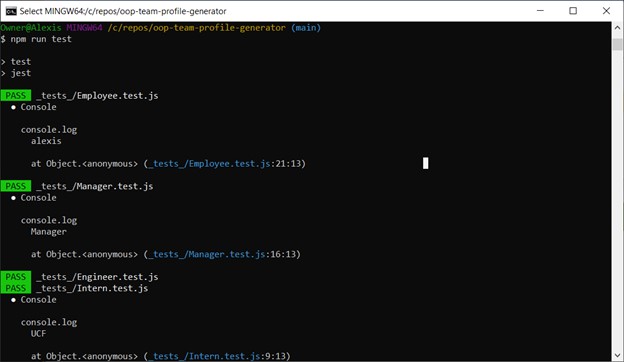 Select MINGW64:/c/repos/oop-team-profile-generator
Owner@Alexis MINGW64 /c/repos/oop-team-profile-generator (main)
$ npm run test
> test
> jest
PASS _tests_/Employee.test.js
● Console
console.log
alexis
at Object.<anonymous> (_tests_/Employee.test.js:21:13)
PASS _tests_/Manager.test.js
● Console
console.log
Manager
at Object.<anonymous> (_tests_/Manager.test.js:16:13)
PASS _tests_/Engineer.test.js
PASS _tests_/Intern.test.js
● Console
console.log
UCF
at Object.<anonymous> (_tests_/Intern.test.js:9:13)